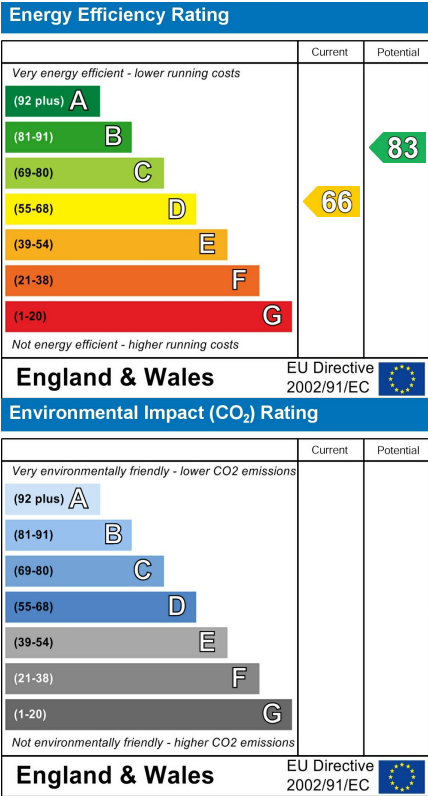 Energy Efficiency Rating
Current Potential
Very energy efficient - lower running costs
(92 plus) A
(81-91) B
83
(69-80) C
(55-68) D
66
(39-54) E
(21-38) F
(1-20) G
Not energy efficient - higher running costs
England & Wales
EU Directive
2002/91/EC
Environmental Impact (CO₂) Rating
Current Potential
Very environmentally friendly - lower CO2 emissions
(92 plus) A
(81-91) B
(69-80) C
(55-68) D
(39-54) E
(21-38) F
(1-20) G
Not environmentally friendly - higher CO2 emissions
England & Wales
EU Directive
2002/91/EC